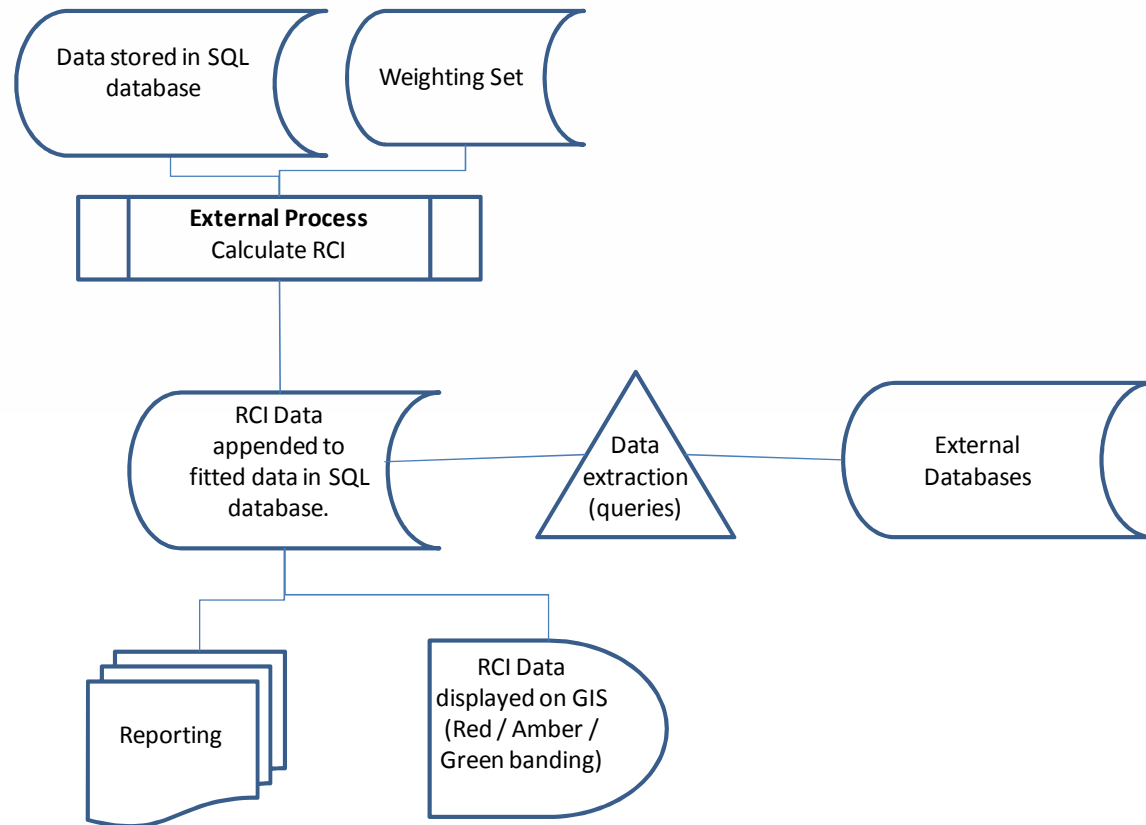 Data stored in SQL
database
Weighting Set
External Process
Calculate RCI
RCI Data
appended to
fitted data in SQL
database.
Data
extraction
(queries)
External
Databases
Reporting
RCI Data
displayed on GIS
(Red / Amber /
Green banding)